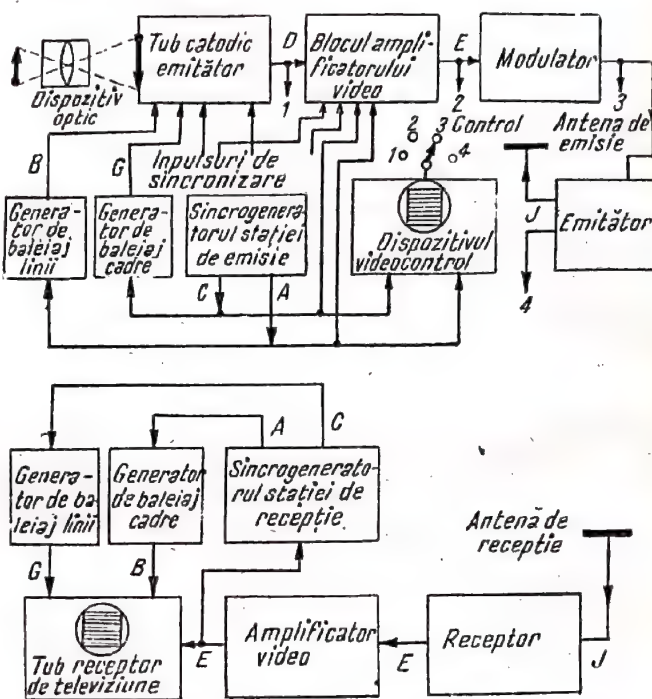 Tub catodic
emitător
D
Blocul ampli-
ficatorului
video
E
Modulator
Dispozitiv
optic
1
2
3
Antena de
emisie
B
G
Inpulsuri de
sincronizare
2
3 Control
1
4
Genera-
tor de
baleiaj
linii
Genera-
tor de
baleiaj
cadre
Sincrogenera-
torul stației
de emisie
Dispozitivul
videocontrol
J
Emitător
C
A
4
C
A
Genera-
tor de ba-
leiaj linii
Generator
de baleiaj
cadre
Sincrogenerato-
rul stației de
recepție
Antenă de
receptie
G
B
Tub receptor
de televiziune
E
Amplificator
video
E
Receptor
J